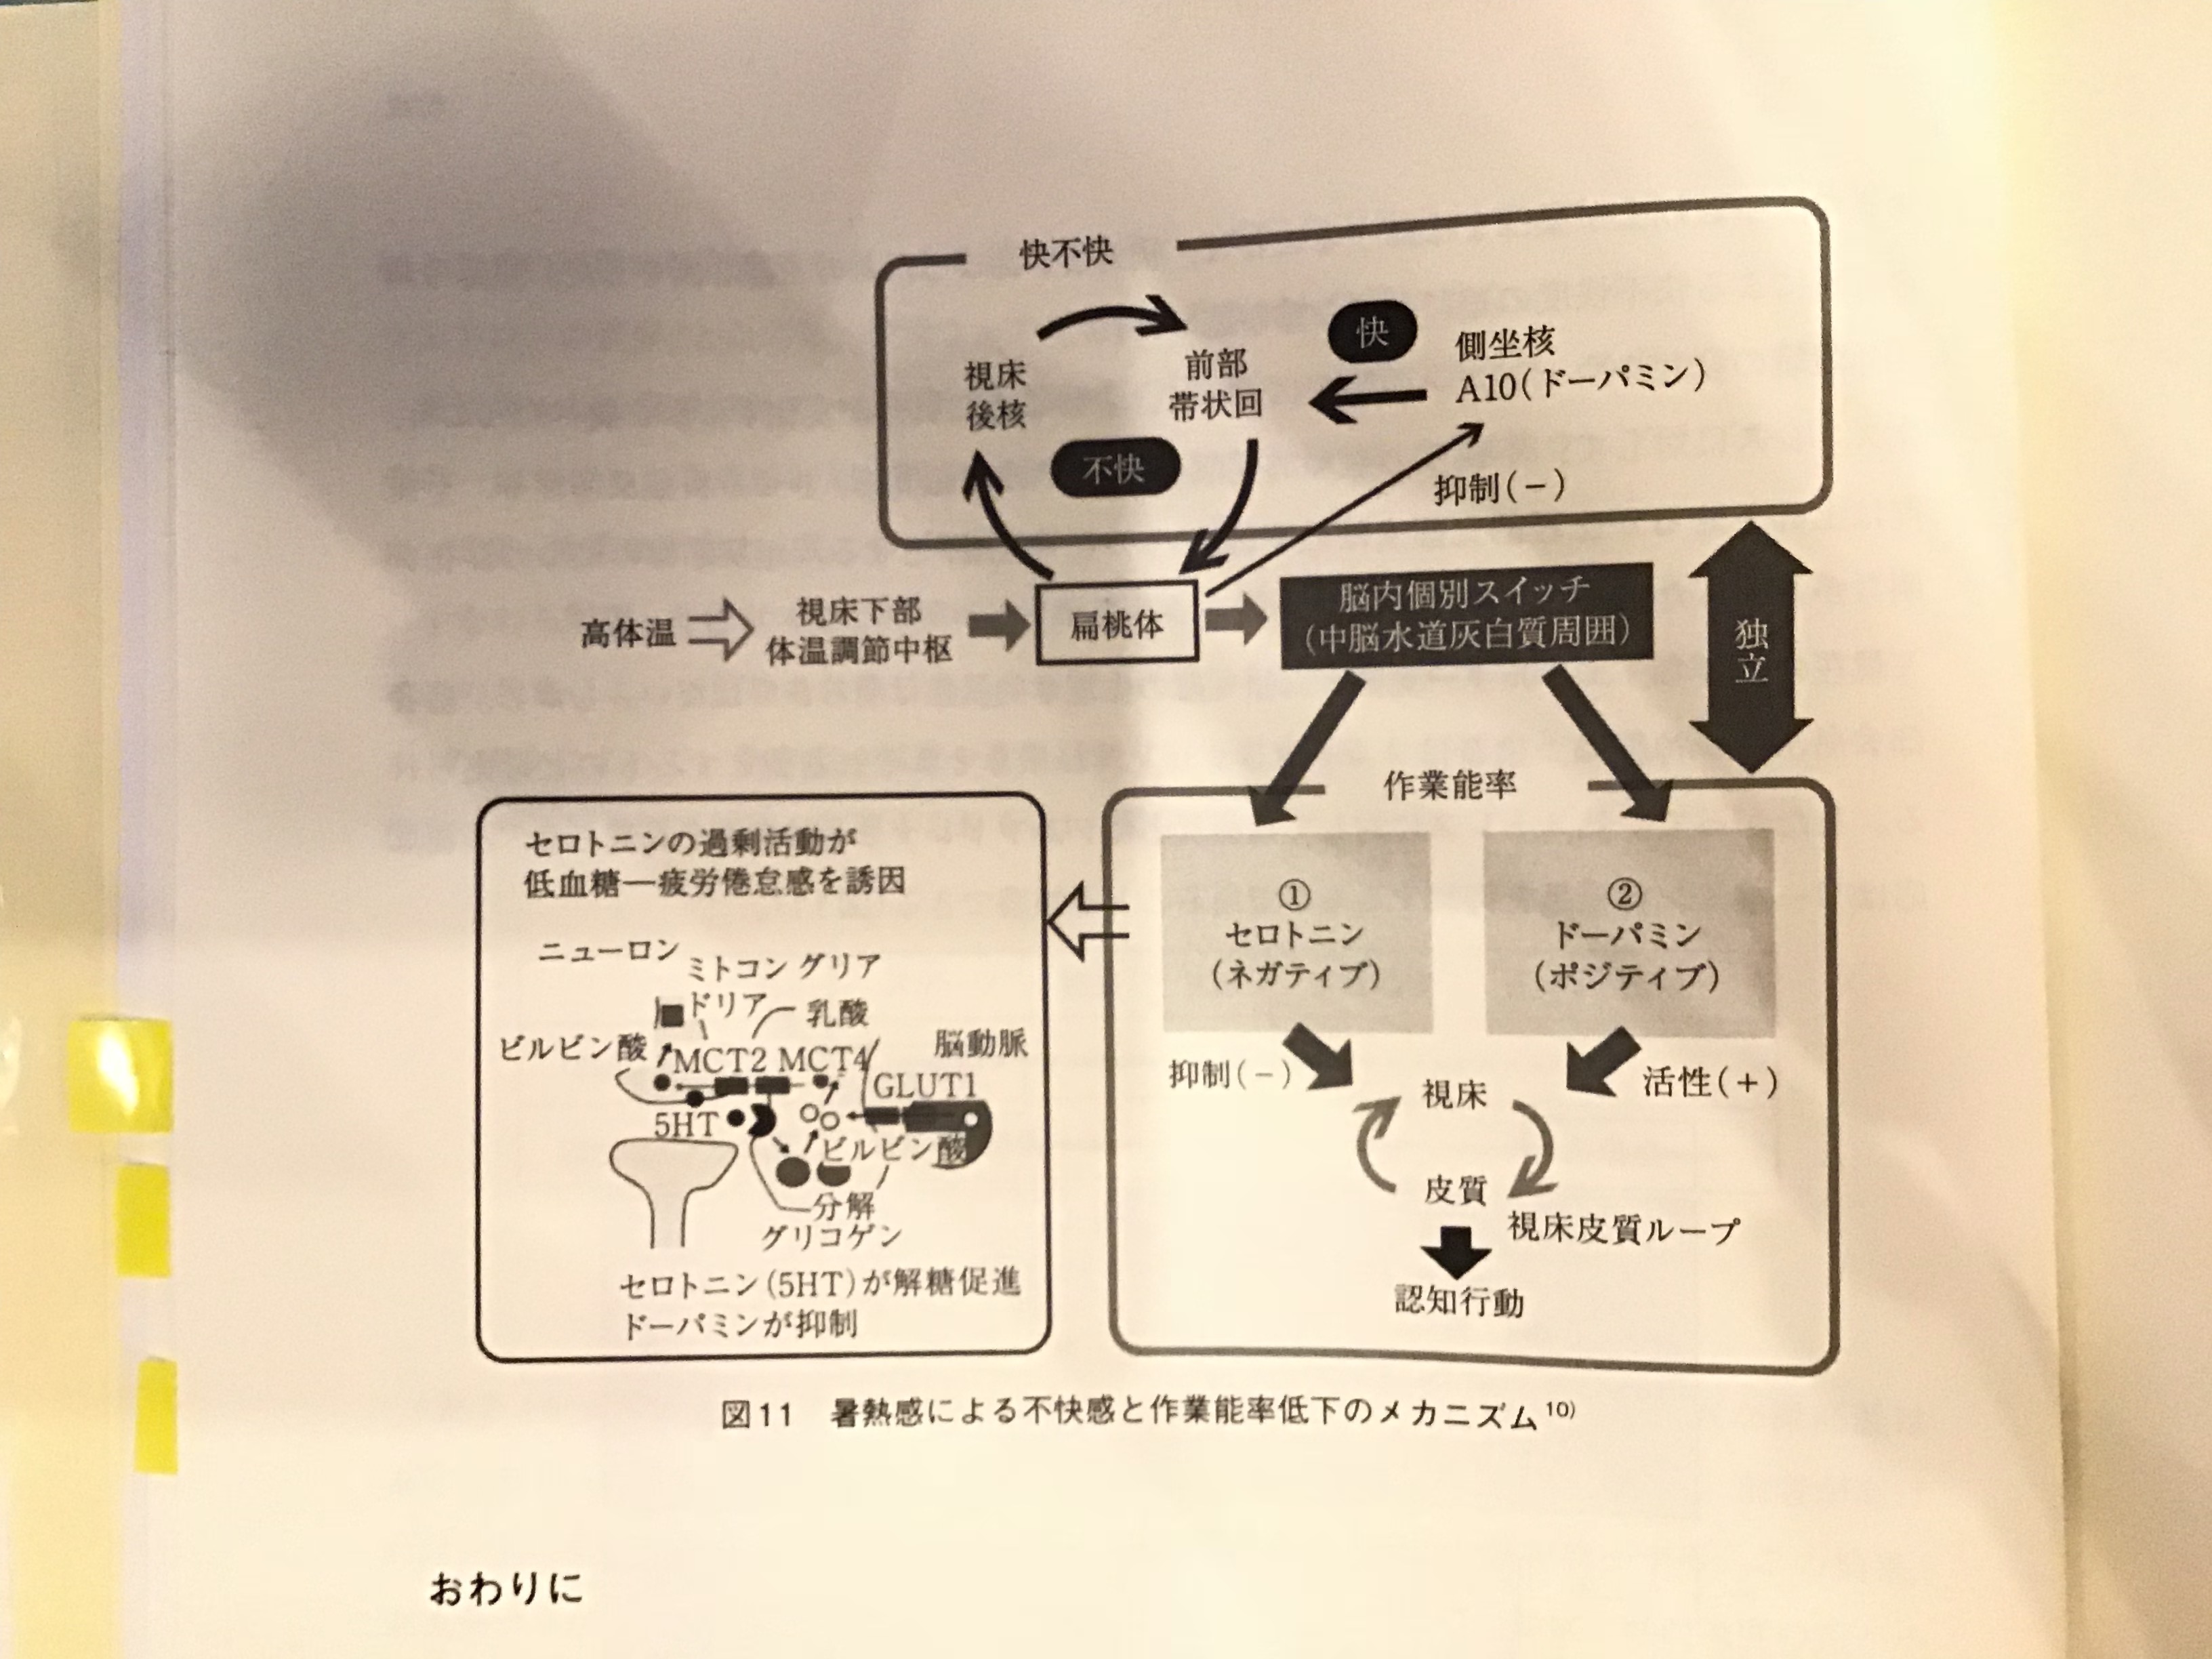 快不快
快
側坐核
A10(ドーパミン)
視床
後核
前部
帯状回
不快
抑制(−)
高体温
視床下部
体温調節中枢
扁桃体
脳内個別スイッチ
(中脳水道灰白質周囲)
独立
作業能率
セロトニンの過剰活動が
低血糖―疲労倦怠感を誘因
①
セロトニン
(ネガティブ)
②
ドーパミン
(ポジティブ)
ニューロン
ミトコン
ドリア
グリア
乳酸
ビルビン酸
MCT2 MCT4
脳動脈
GLUT1
5HT
ビルビン酸
分解
グリコゲン
セロトニン(5HT)が解糖促進
ドーパミンが抑制
抑制(−)
活性(+)
視床
皮質
視床皮質ループ
認知行動
図11 暑熱感による不快感と作業能率低下のメカニズム10)
おわりに